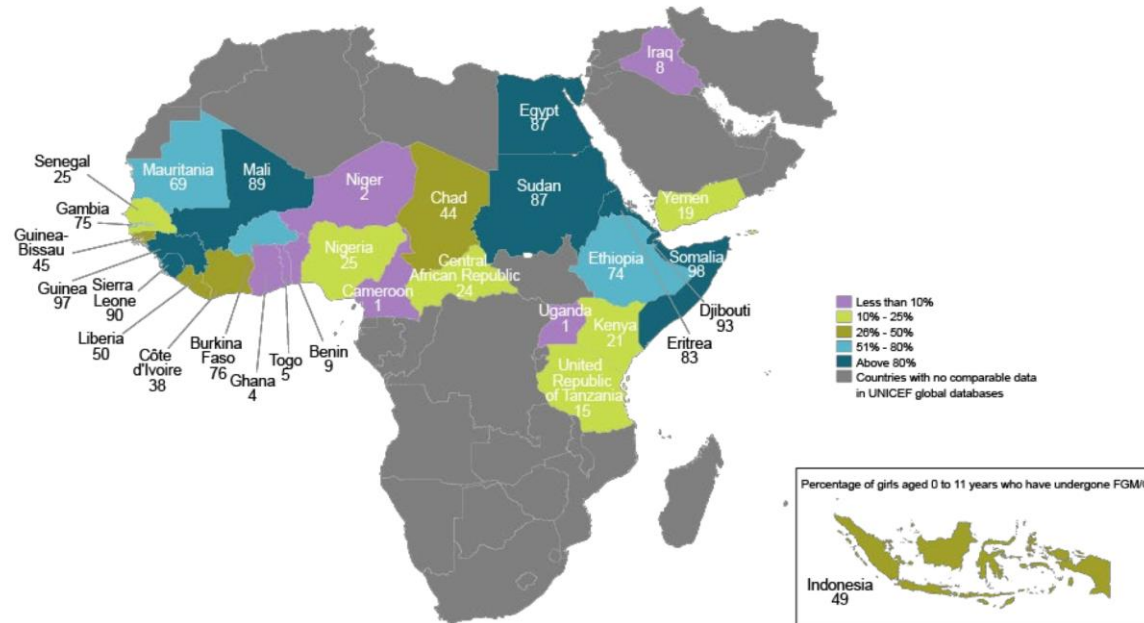 Iraq
8
Egypt
87
Senegal
25
Mauritania
69
Mali
89
Niger
2
Chad
44
Sudan
87
Yemen
19
Gambia
75
Guinea-
Bissau
45
Nigeria
25
Central
African Republic
24
Ethiopia
74
Somalia
98
Guinea
97
Sierra
Leone
90
Cameroon
1
Uganda
1
Kenya
21
Djibouti
93
Eritrea
83
Liberia
50
Côte
d'Ivoire
38
Burkina
Faso
76
Ghana
4
Togo
5
Benin
9
United
Republic
of Tanzania
15
Less than 10%
10% - 25%
26% - 50%
51% - 80%
Above 80%
Countries with no comparable data
in UNICEF global databases
Percentage of girls aged 0 to 11 years who have undergone FGM/
Indonesia
49